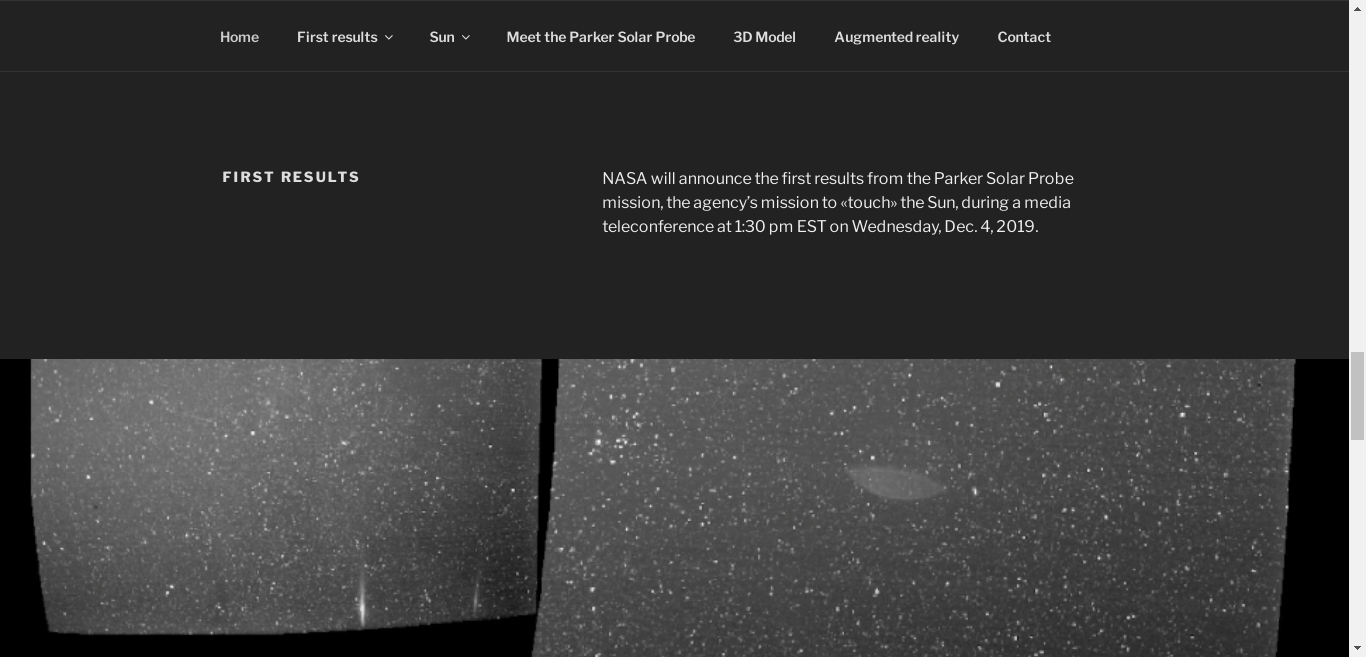 Home First results Sun Meet the Parker Solar Probe 3D Model Augmented reality Contact
FIRST RESULTS
NASA will announce the first results from the Parker Solar Probe
mission, the agency's mission to «touch» the Sun, during a media
teleconference at 1:30 pm EST on Wednesday, Dec. 4, 2019.